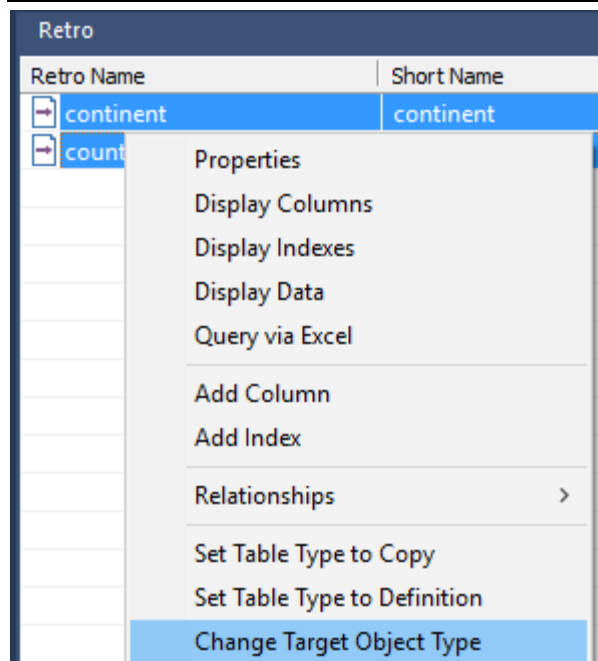 Retro
Retro Name Short Name
continent continent
count
Properties
Display Columns
Display Indexes
Display Data
Query via Excel
Add Column
Add Index
Relationships >
Set Table Type to Copy
Set Table Type to Definition
Change Target Object Type